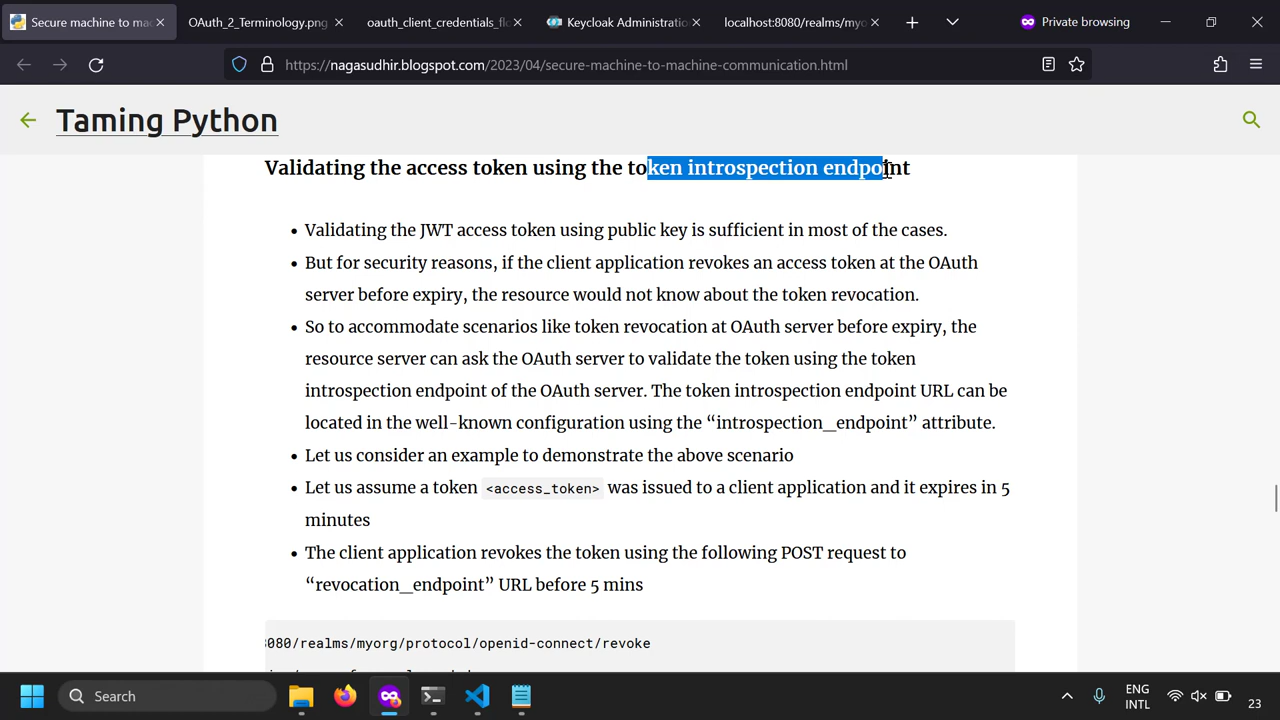 Secure machine to mac
OAuth_2_Terminology.png
oauth_client_credentials_flo
Keycloak Administratio
localhost:8080/realms/myo
Private browsing
https://nagasudhir.blogspot.com/2023/04/secure-machine-to-machine-communication.html
Taming Python
Validating the access token using the token introspection endpoint
Validating the JWT access token using public key is sufficient in most of the cases.
But for security reasons, if the client application revokes an access token at the OAuth
server before expiry, the resource would not know about the token revocation.
So to accommodate scenarios like token revocation at OAuth server before expiry, the
resource server can ask the OAuth server to validate the token using the token
introspection endpoint of the OAuth server. The token introspection endpoint URL can be
located in the well-known configuration using the “introspection_endpoint” attribute.
Let us consider an example to demonstrate the above scenario
Let us assume a token <access_token> was issued to a client application and it expires in 5
minutes
The client application revokes the token using the following POST request to
“revocation_endpoint” URL before 5 mins
8080/realms/myorg/protocol/openid-connect/revoke
Search
ENG
INTL
23